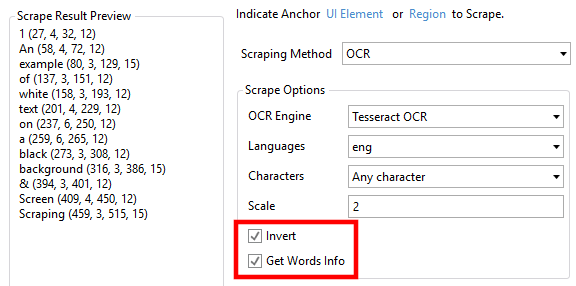 Scrape Result Preview
1 (27, 4, 32, 12)
An (58, 4, 72, 12)
example (80, 3, 129, 15)
of (137, 3, 151, 12)
white (158, 3, 193, 12)
text (201, 4, 229, 12)
on (237, 6, 250, 12)
a (259, 6, 265, 12)
black (273, 3, 308, 12)
background (316, 3, 386, 15)
& (394, 3, 401, 12)
Screen (409, 4, 450, 12)
Scraping (459, 3, 515, 15)
Indicate Anchor UI Element or Region to Scrape.
Scraping Method OCR
Scrape Options
OCR Engine Tesseract OCR
Languages eng
Characters Any character
Scale 2
Invert
Get Words Info